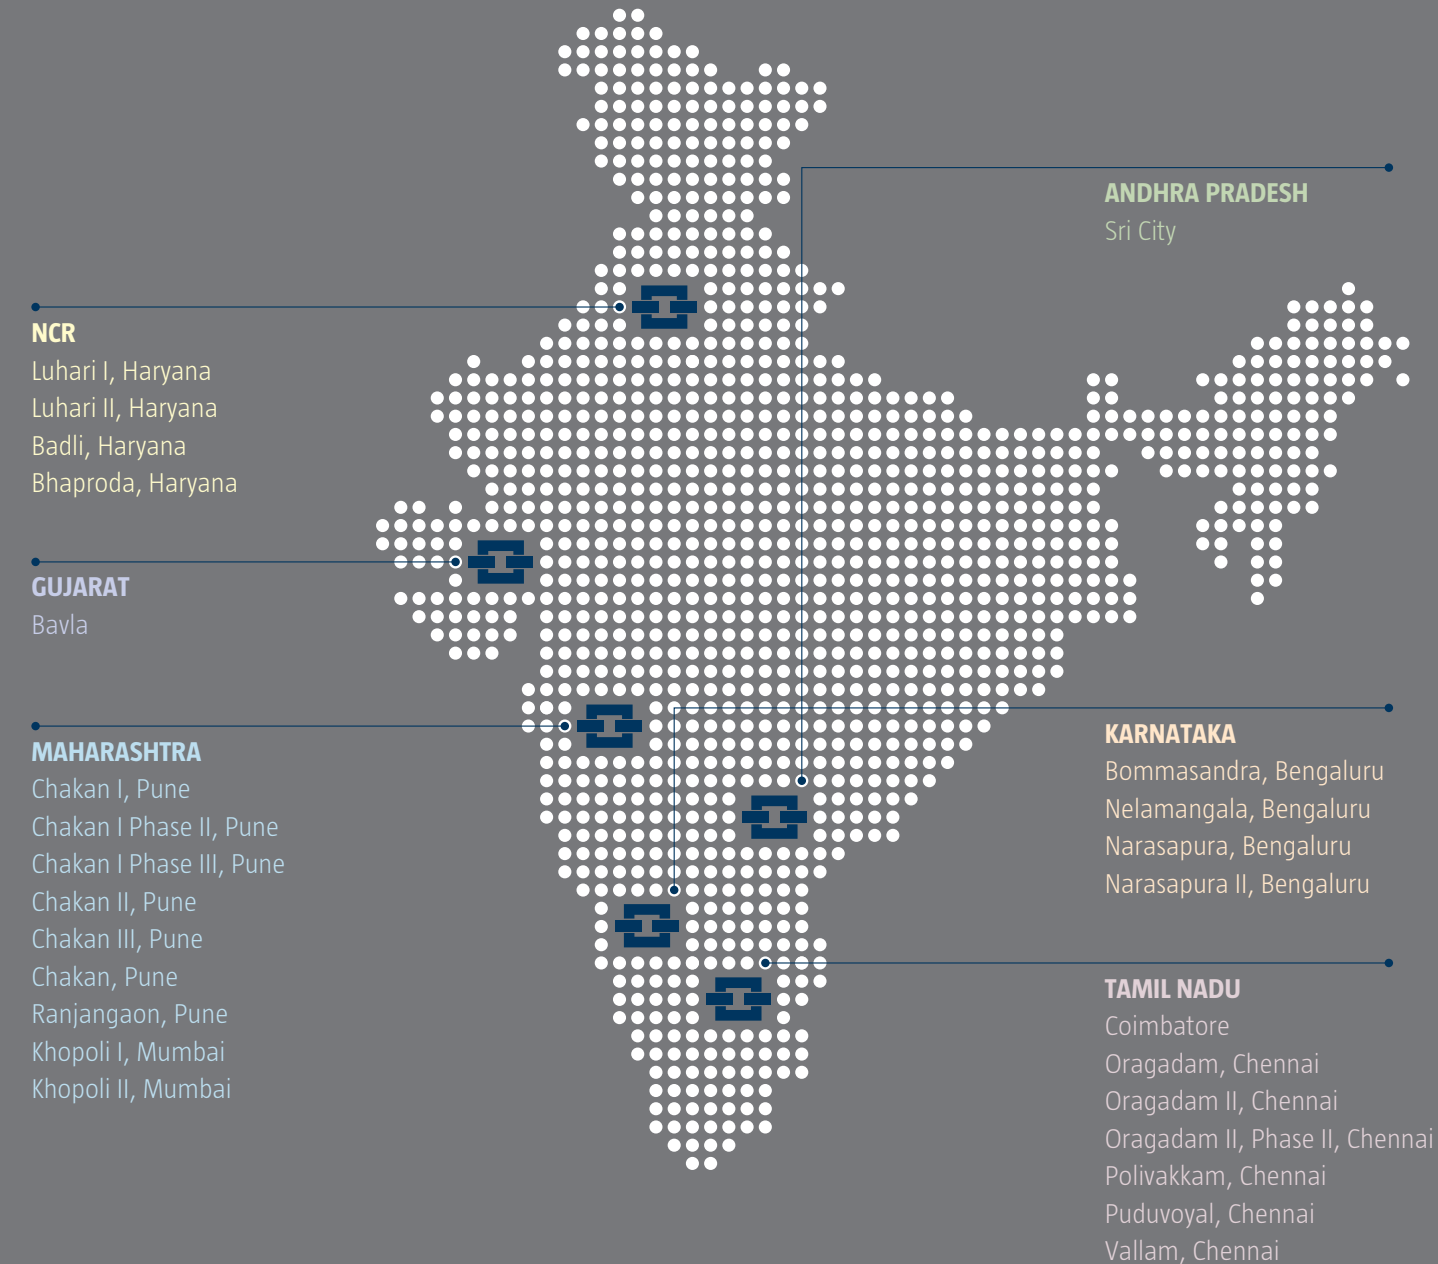 NCR
Luhari I, Haryana
Luhari II, Haryana
Badli, Haryana
Bhaproda, Haryana
GUJARAT
Bavla
MAHARASHTRA
Chakan I, Pune
Chakan I Phase II, Pune
Chakan I Phase III, Pune
Chakan II, Pune
Chakan III, Pune
Chakan, Pune
Ranjangaon, Pune
Khopoli I, Mumbai
Khopoli II, Mumbai
ANDHRA PRADESH
Sri City
KARNATAKA
Bommasandra, Bengaluru
Nelamangala, Bengaluru
Narasapura, Bengaluru
Narasapura II, Bengaluru
TAMIL NADU
Coimbatore
Oragadam, Chennai
Oragadam II, Chennai
Oragadam II, Phase II, Chennai
Polivakkam, Chennai
Puduvoyal, Chennai
Vallam, Chennai